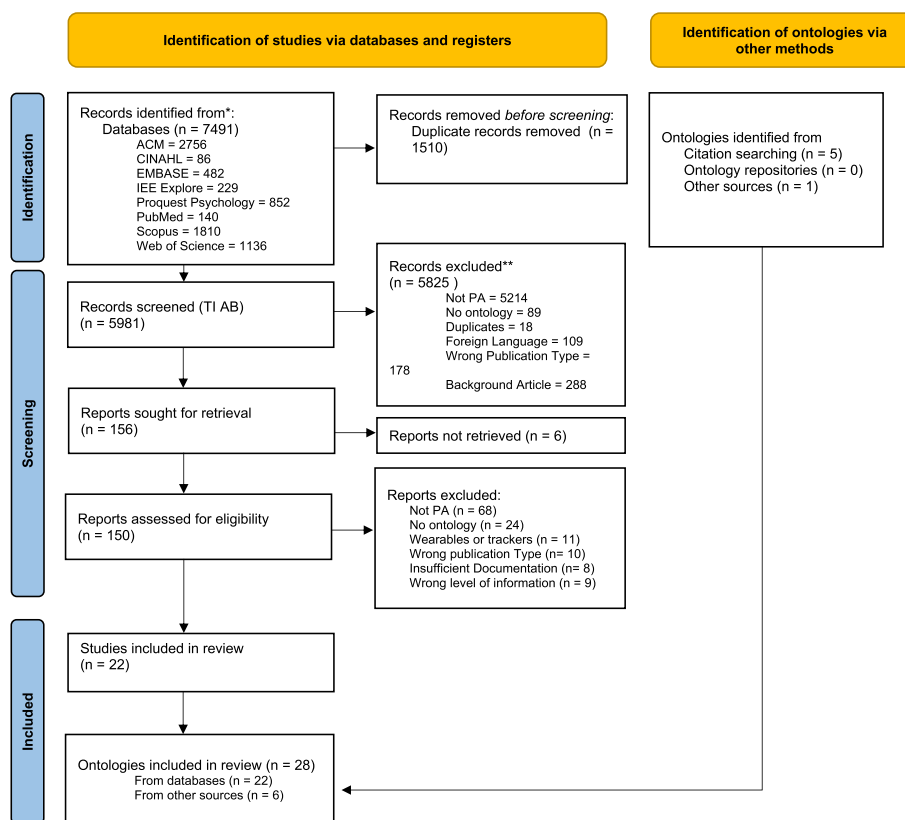 Identification of studies via databases and registers
Identification of ontologies via
other methods
Identification
Records identified from*:
Databases (n = 7491)
ACM = 2756
CINAHL = 86
EMBASE = 482
IEE Explore = 229
Proquest Psychology = 852
PubMed = 140
Scopus = 1810
Web of Science = 1136
Records removed before screening:
Duplicate records removed (n =
1510)
Ontologies identified from
Citation searching (n = 5)
Ontology repositories (n = 0)
Other sources (n = 1)
Screening
Records screened (TI AB)
(n = 5981)
Records excluded**
(n = 5825 )
Not PA = 5214
No ontology = 89
Duplicates = 18
Foreign Language = 109
Wrong Publication Type =
178
Background Article = 288
Reports sought for retrieval
(n = 156)
Reports not retrieved (n = 6)
Reports assessed for eligibility
(n = 150)
Reports excluded:
Not PA (n = 68)
No ontology (n = 24)
Wearables or trackers (n = 11)
Wrong publication Type (n= 10)
Insufficient Documentation (n= 8)
Wrong level of information (n = 9)
Included
Studies included in review
(n = 22)
Ontologies included in review (n = 28)
From databases (n = 22)
From other sources (n = 6)